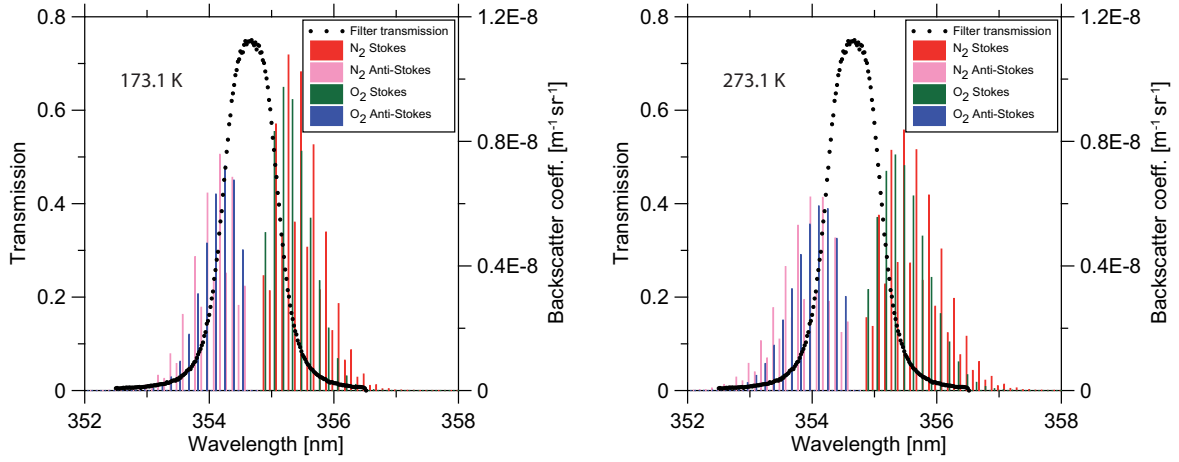 0.8
0.6
0.4
0.2
0
Transmission
173.1 K
Filter transmission
N2 Stokes
N2 Anti-Stokes
O2 Stokes
O2 Anti-Stokes
1.2E-8
0.8E-8
0.4E-8
0
Backscatter coeff. [m-1 sr-1]
352 354 356 358
Wavelength [nm]
0.8
0.6
0.4
0.2
0
Transmission
273.1 K
Filter transmission
N2 Stokes
N2 Anti-Stokes
O2 Stokes
O2 Anti-Stokes
1.2E-8
0.8E-8
0.4E-8
0
Backscatter coeff. [m-1 sr-1]
352 354 356 358
Wavelength [nm]